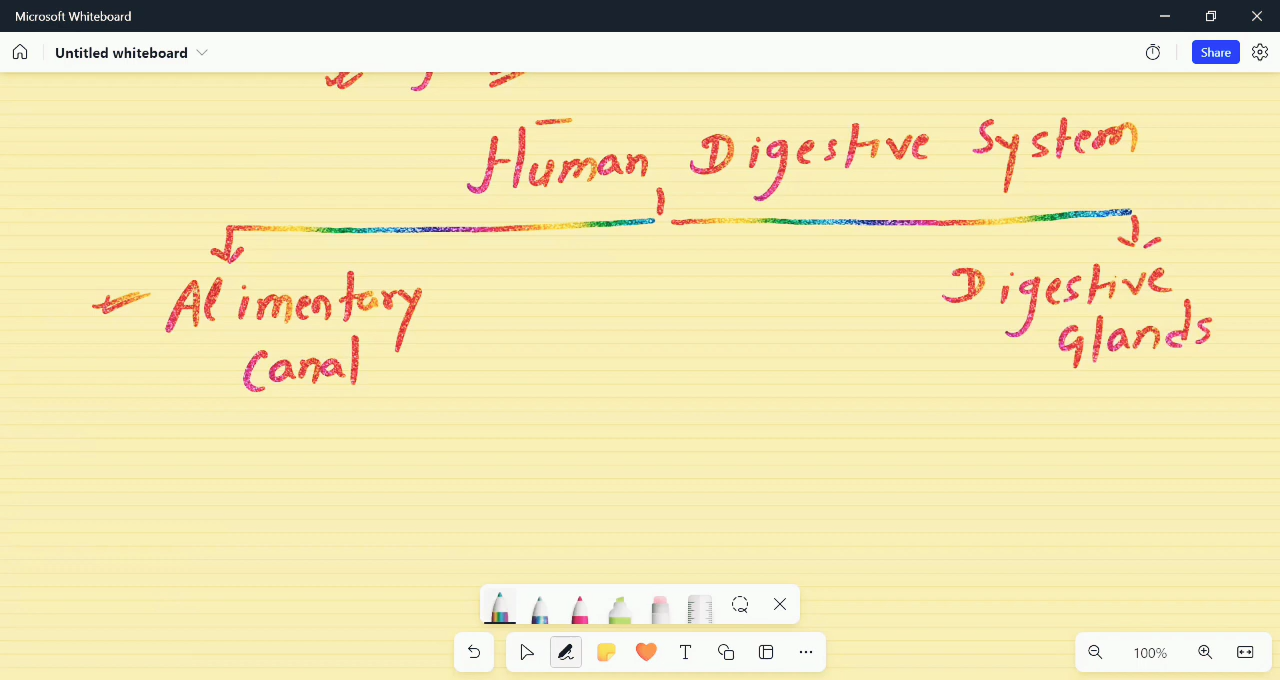 Microsoft Whiteboard
Untitled whiteboard
Share
Human Digestive System
Alimentary
Canal
Digestive
glands
100%